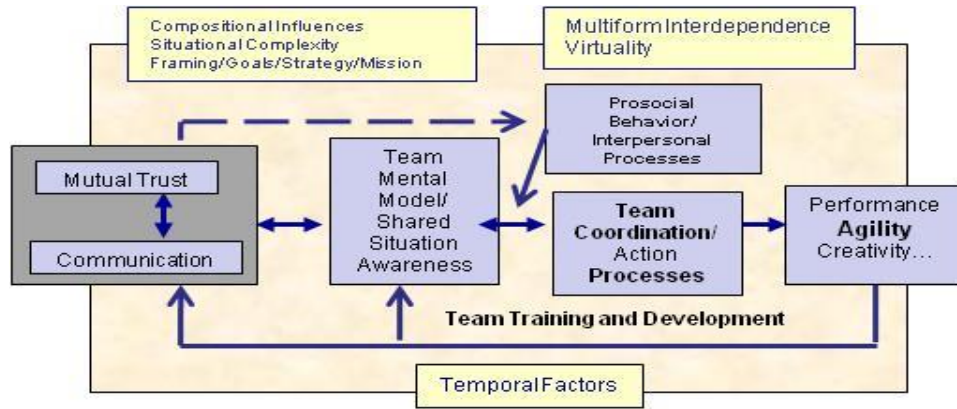 Compositional Influences
Situational Complexity
Framing/Goals/Strategy/Mission
Multiform Interdependence
Virtuality
Prosocial
Behavior/
Interpersonal
Processes
Mutual Trust
Communication
Team
Mental
Model/
Shared
Situation
Awareness
Team
Coordination/
Action
Processes
Performance
Agility
Creativity...
Team Training and Development
Temporal Factors